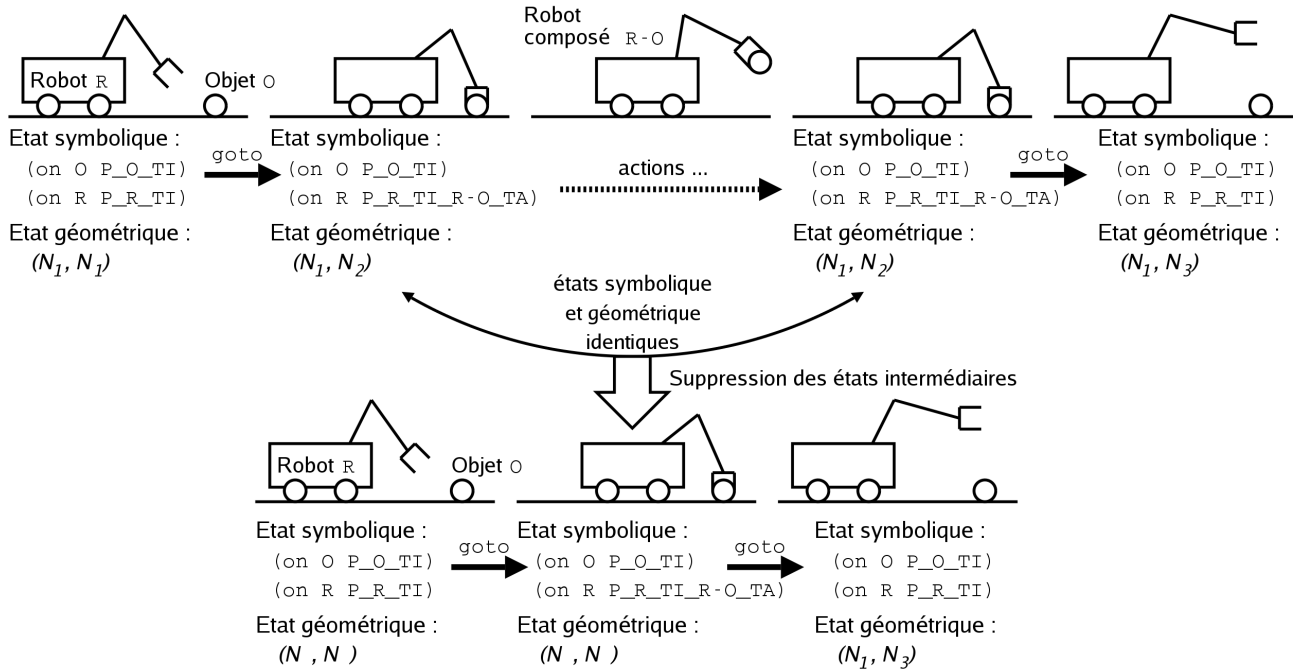 Robot
composé R-O
Robot R
Objet O
Etat symbolique :
(on O P_O_TI)
(on R P_R_TI)
Etat géométrique :
(N1, N1)
goto
Etat symbolique :
(on O P_O_TI)
(on R P_R_TI_R-O_TA)
Etat géométrique :
(N1, N2)
actions ...
Etat symbolique :
(on O P_O_TI)
(on R P_R_TI_R-O_TA)
Etat géométrique :
(N1, N2)
goto
Etat symbolique :
(on O P_O_TI)
(on R P_R_TI)
Etat géométrique :
(N1, N3)
états symbolique
et géométrique
identiques
Suppression des états intermédiaires
Robot R
Objet O
Etat symbolique :
(on O P_O_TI)
(on R P_R_TI)
Etat géométrique :
(N , N )
goto
Etat symbolique :
(on O P_O_TI)
(on R P_R_TI_R-O_TA)
Etat géométrique :
(N , N )
goto
Etat symbolique :
(on O P_O_TI)
(on R P_R_TI)
Etat géométrique :
(N1, N3)